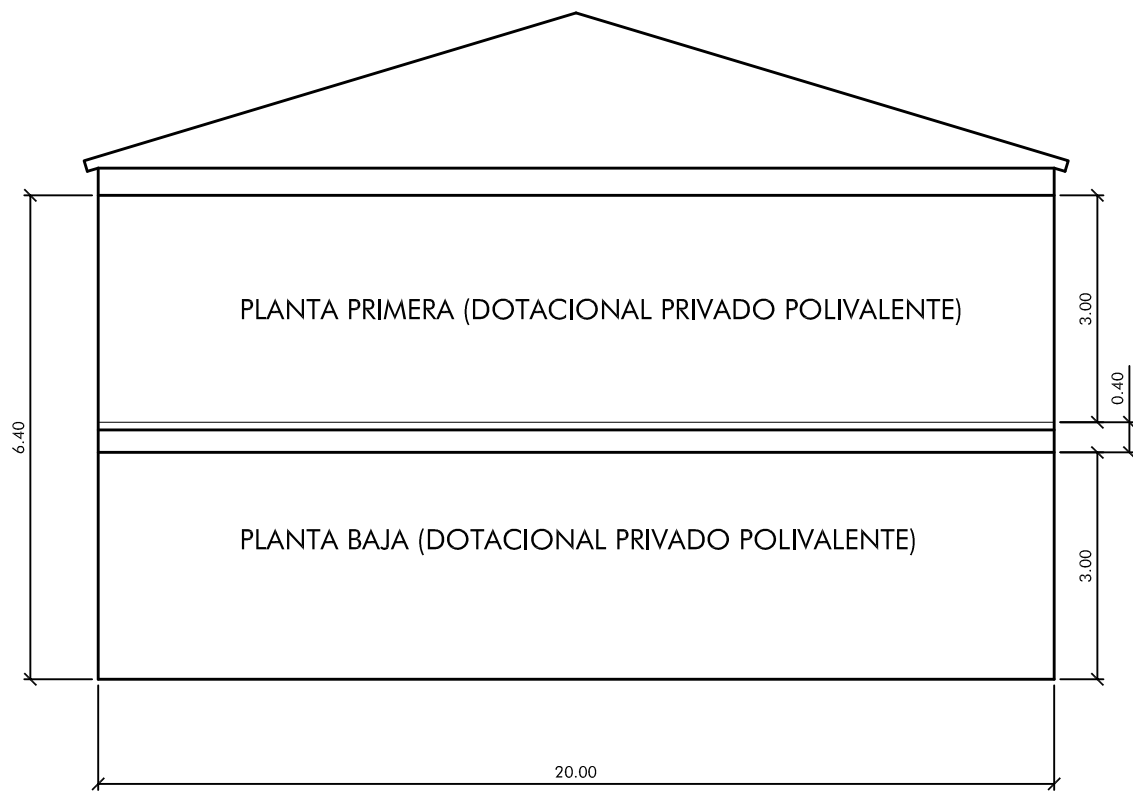 PLANTA PRIMERA (DOTACIONAL PRIVADO POLIVALENTE)
3.00
0.40
6.40
PLANTA BAJA (DOTACIONAL PRIVADO POLIVALENTE)
3.00
20.00